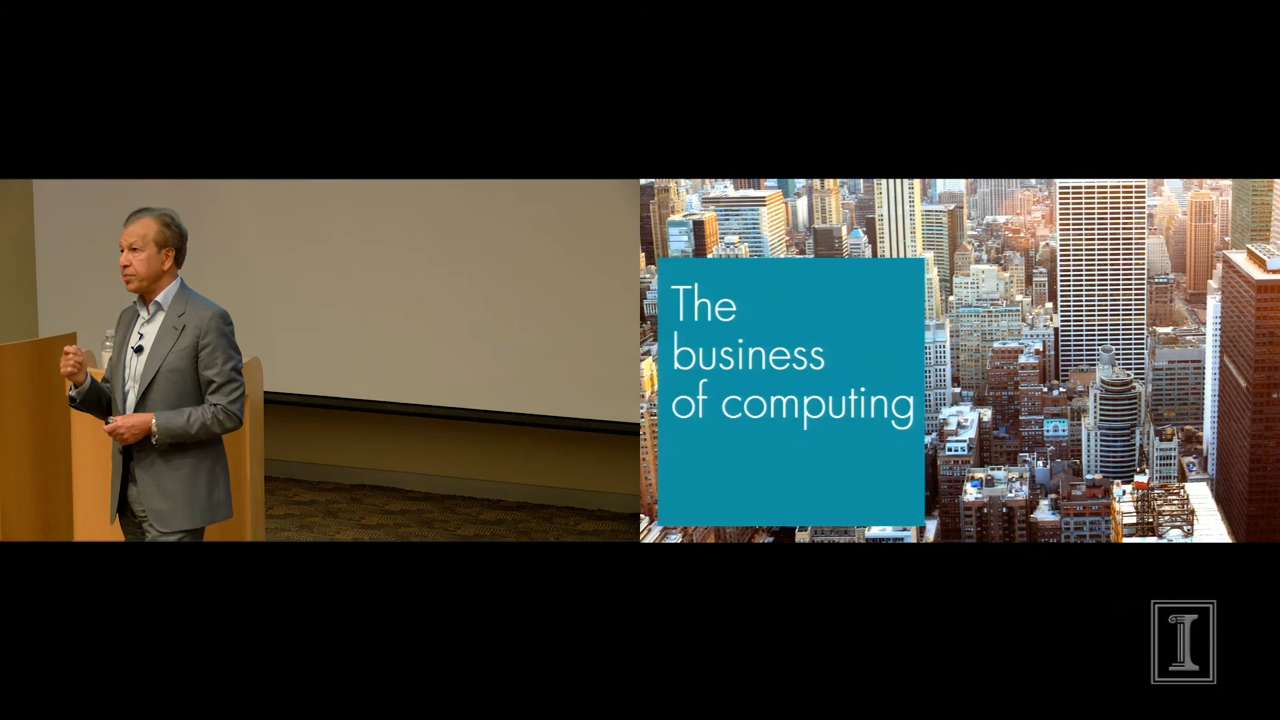 The
business
of computing
I